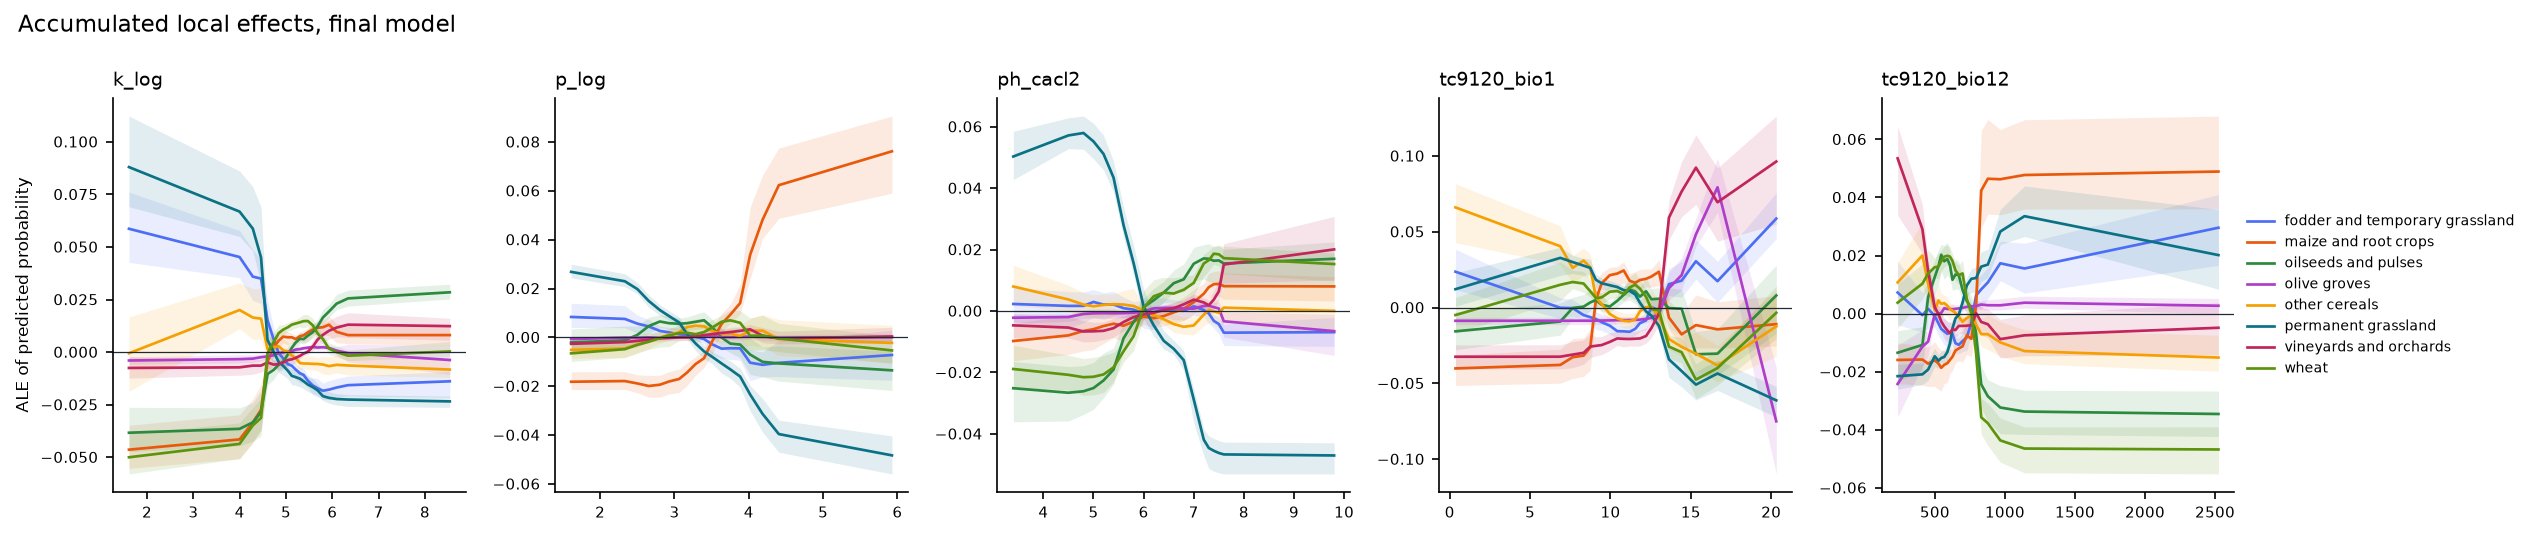 Accumulated local effects, final model
k_log
p_log
ph_cacl2
tc9120_bio1
tc9120_bio12
ALE of predicted probability
0.100
0.075
0.050
0.025
0.000
−0.025
−0.050
2 3 4 5 6 7 8
0.08
0.06
0.04
0.02
0.00
−0.02
−0.04
−0.06
2 3 4 5 6
0.06
0.04
0.02
0.00
−0.02
−0.04
4 5 6 7 8 9 10
0.10
0.05
0.00
−0.05
−0.10
0 5 10 15 20
0.06
0.04
0.02
0.00
−0.02
−0.04
−0.06
500 1000 1500 2000 2500
fodder and temporary grassland
maize and root crops
oilseeds and pulses
olive groves
other cereals
permanent grassland
vineyards and orchards
wheat